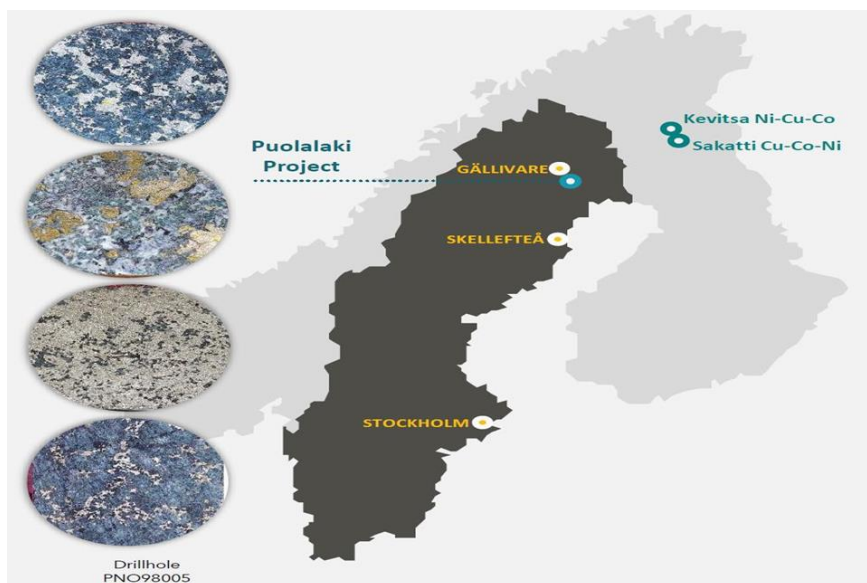 Kevitsa Ni-Cu-Co
Sakatti Cu-Co-Ni
Puolalaki
Project
GÄLLIVARE
SKELLEFTEÅ
STOCKHOLM
Drillhole
PNO98005